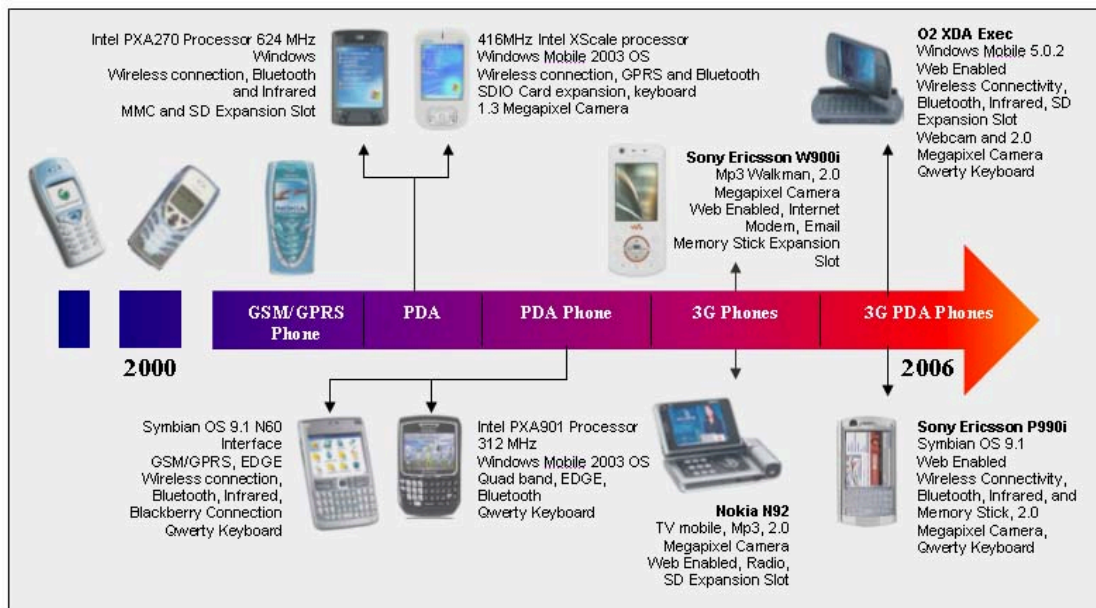 Intel PXA270 Processor 624 MHz
Windows
Wireless connection, Bluetooth
and Infrared
MMC and SD Expansion Slot
416MHz Intel XScale processor
Windows Mobile 2003 OS
Wireless connection, GPRS and Bluetooth
SDIO Card expansion, keyboard
1.3 Megapixel Camera
O2 XDA Exec
Windows Mobile 5.0.2
Web Enabled
Wireless Connectivity,
Bluetooth, Infrared, SD
Expansion Slot
Webcam and 2.0
Megapixel Camera
Qwerty Keyboard
Sony Ericsson W900i
Mp3 Walkman, 2.0
Megapixel Camera
Web Enabled, Internet
Modem, Email
Memory Stick Expansion
Slot
GSM/GPRS
Phone
PDA
PDA Phone
3G Phones
3G PDA Phones
2000
2006
Symbian OS 9.1 N60
Interface
GSM/GPRS, EDGE
Wireless connection,
Bluetooth, Infrared,
Blackberry Connection
Qwerty Keyboard
Intel PXA901 Processor
312 MHz
Windows Mobile 2003 OS
Quad band, EDGE,
Bluetooth
Qwerty Keyboard
Nokia N92
TV mobile, Mp3, 2.0
Megapixel Camera
Web Enabled, Radio,
SD Expansion Slot
Sony Ericsson P990i
Symbian OS 9.1
Web Enabled
Wireless Connectivity,
Bluetooth, Infrared, and
Memory Stick, 2.0
Megapixel Camera,
Qwerty Keyboard